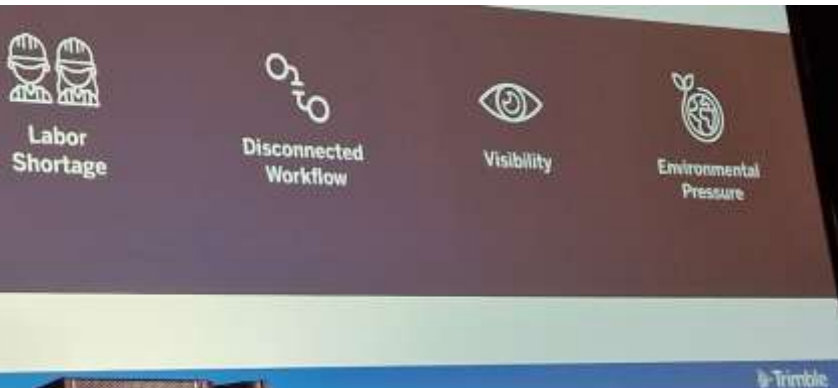 Labor
Shortage
Disconnected
Workflow
Visibility
Environmental
Pressure
Trimble